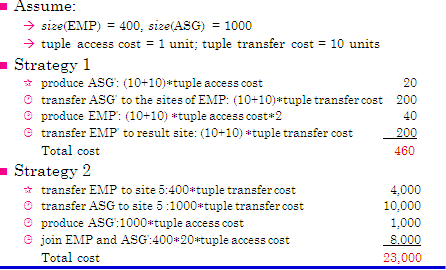 Assume:
→ size(EMP) = 400, size(ASG) = 1000
→ tuple access cost = 1 unit; tuple transfer cost = 10 units
Strategy 1
produce ASG': (10+10)∗tuple access cost 20
transfer ASG' to the sites of EMP: (10+10)∗tuple transfer cost 200
produce EMP': (10+10) ∗tuple access cost∗2 40
transfer EMP' to result site: (10+10) ∗tuple transfer cost 200
Total cost 460
Strategy 2
transfer EMP to site 5:400∗tuple transfer cost 4,000
transfer ASG to site 5 :1000∗tuple transfer cost 10,000
produce ASG':1000∗tuple access cost 1,000
join EMP and ASG':400∗20∗tuple access cost 8,000
Total cost 23,000